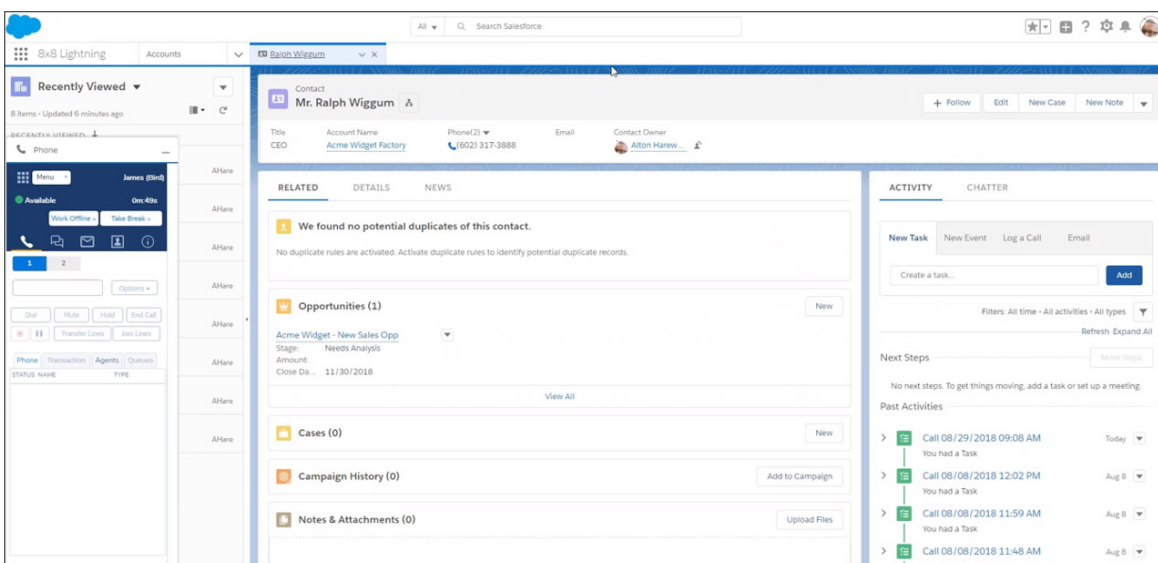 All
Search Salesforce
8x8 Lightning
Accounts
Ralph Wiggum
Recently Viewed
8 items • Updated 6 minutes ago
RECENTLY VIEWED
Phone
Menu
James (Bird)
Available
0m:49s
Work Offline
Take Break
1
2
Options
Dial
Mute
Hold
End Call
Transfer Lines
Join Lines
Phone
Transaction
Agents
Queues
STATUS NAME
TYPE
AHare
AHare
AHare
AHare
AHare
AHare
AHare
AHare
Contact
Mr. Ralph Wiggum
+ Follow
Edit
New Case
New Note
Title
Account Name
Phone(2)
Email
Contact Owner
CEO
Acme Widget Factory
(602) 317-3888
Alton Harew...
RELATED
DETAILS
NEWS
We found no potential duplicates of this contact.
No duplicate rules are activated. Activate duplicate rules to identify potential duplicate records.
Opportunities (1)
New
Acme Widget - New Sales Opp
Stage:
Needs Analysis
Amount:
Close Da...
11/30/2018
View All
Cases (0)
New
Campaign History (0)
Add to Campaign
Notes & Attachments (0)
Upload Files
ACTIVITY
CHATTER
New Task
New Event
Log a Call
Email
Create a task...
Add
Filters: All time • All activities • All types
Refresh
Expand All
Next Steps
More Steps
No next steps. To get things moving, add a task or set up a meeting.
Past Activities
Call 08/29/2018 09:08 AM
Today
You had a Task
Call 08/08/2018 12:02 PM
Aug 8
You had a Task
Call 08/08/2018 11:59 AM
Aug 8
You had a Task
Call 08/08/2018 11:48 AM
Aug 8